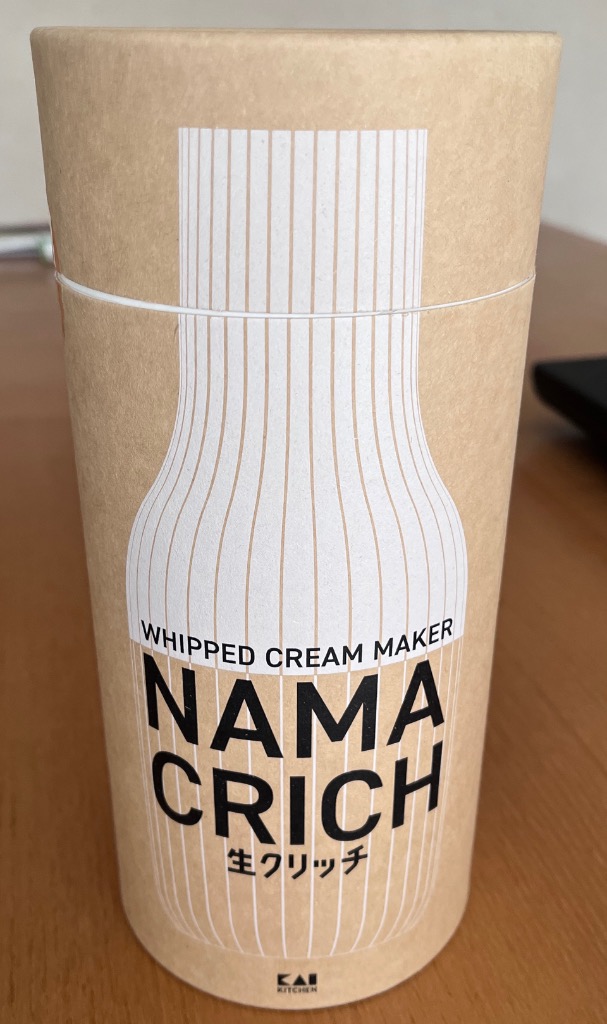 WHIPPED CREAM MAKER
NAMA
CRICH
生クリッチ
KAI
KITCHEN